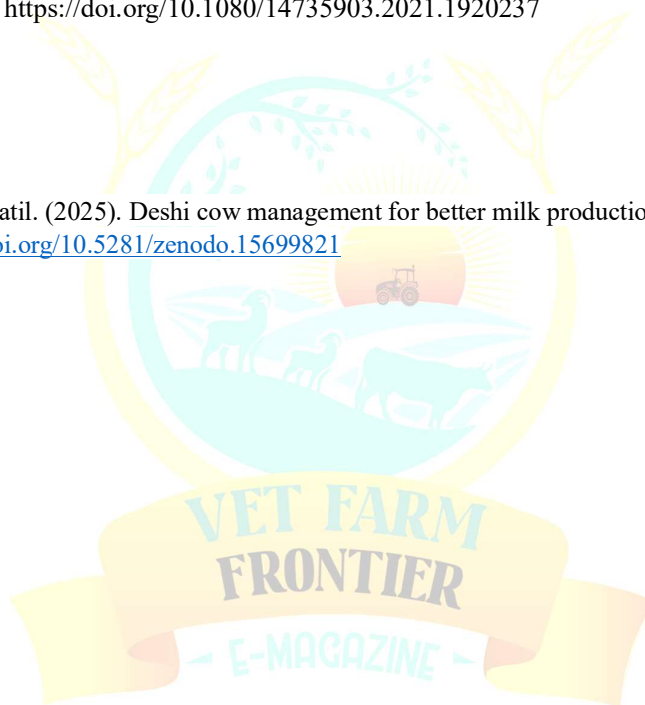 https://doi.org/10.1080/14735903.2021.1920237
atil. (2025). Deshi cow management for better milk productio
oi.org/10.5281/zenodo.15699821
VET FARM
FRONTIER
- E-MAGAZINE -